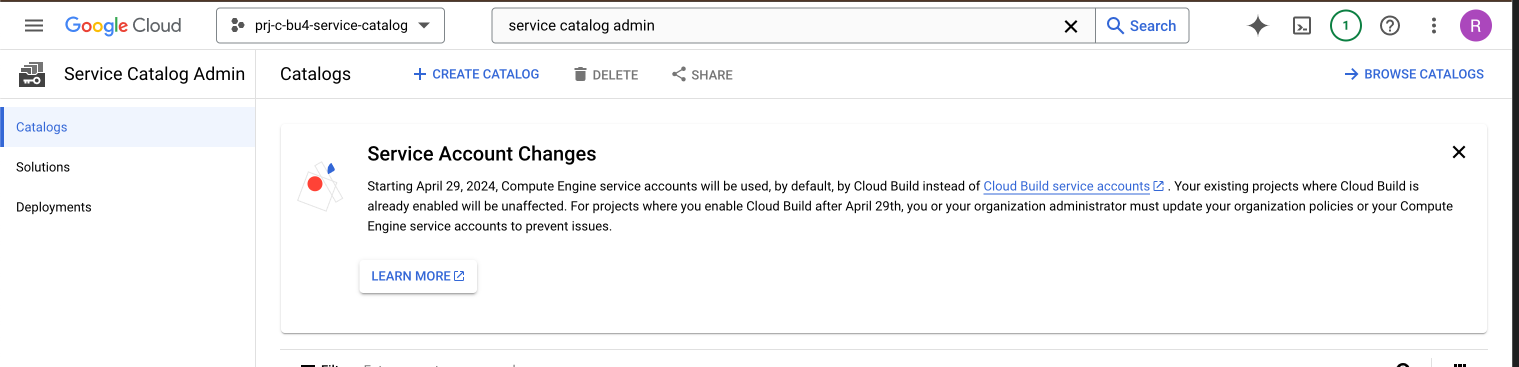 Google Cloud
prj-c-bu4-service-catalog
service catalog admin
Search
1
R
Service Catalog Admin
Catalogs
CREATE CATALOG
DELETE
SHARE
BROWSE CATALOGS
Catalogs
Solutions
Deployments
Service Account Changes
Starting April 29, 2024, Compute Engine service accounts will be used, by default, by Cloud Build instead of Cloud Build service accounts . Your existing projects where Cloud Build is
already enabled will be unaffected. For projects where you enable Cloud Build after April 29th, you or your organization administrator must update your organization policies or your Compute
Engine service accounts to prevent issues.
LEARN MORE